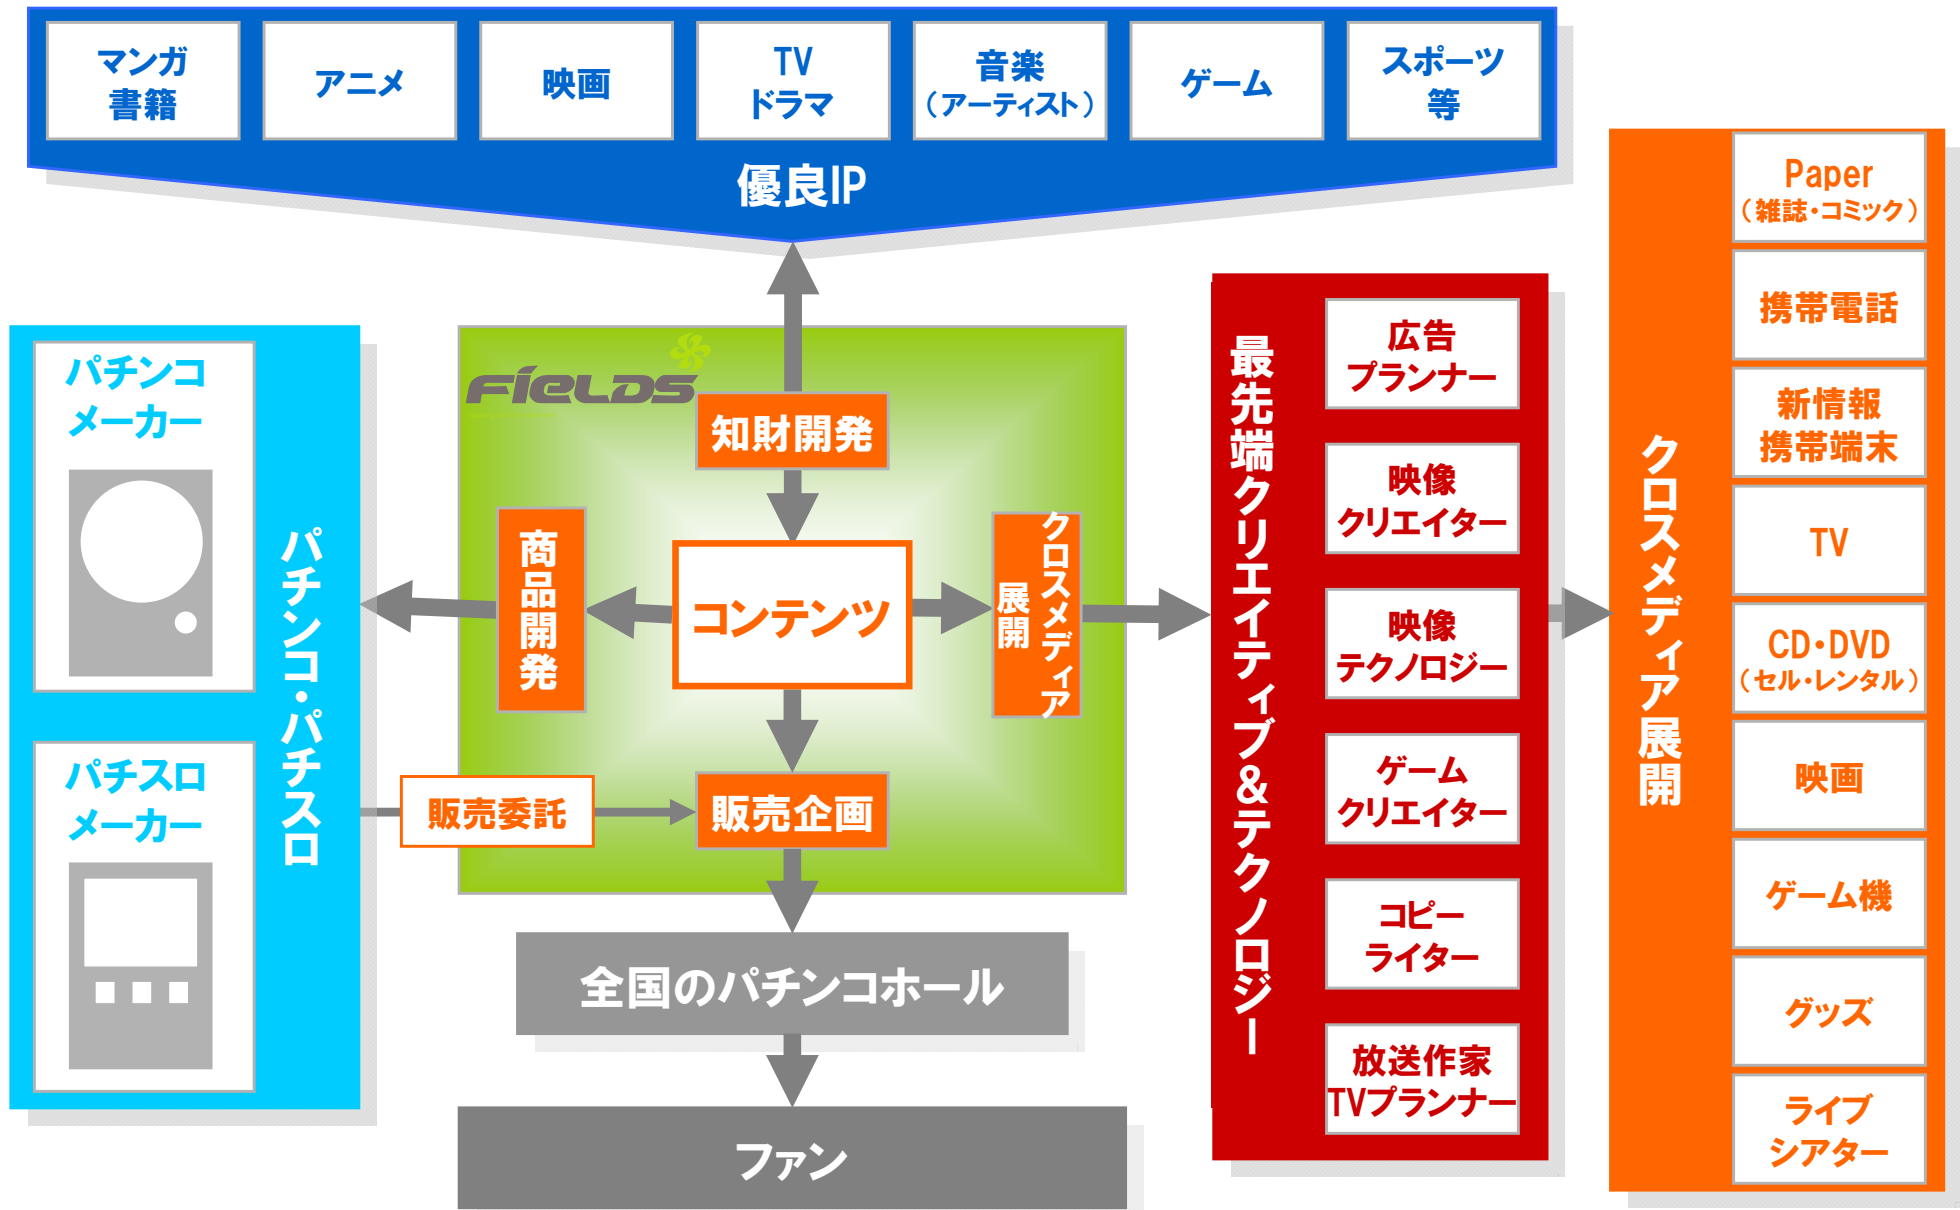 マンガ
書籍
アニメ
映画
TV
ドラマ
音楽
（アーティスト）
ゲーム
スポーツ
等
優良IP
パチンコ
メーカー
パチスロ
メーカー
パチンコ・パチスロ
FIELDS
知財開発
商品開発
コンテンツ
クロスメディア
展開
販売委託
販売企画
全国のパチンコホール
ファン
最先端クリエイティブ&テクノロジー
広告
プランナー
映像
クリエイター
映像
テクノロジー
ゲーム
クリエイター
コピー
ライター
放送作家
TVプランナー
クロスメディア展開
Paper
（雑誌・コミック）
携帯電話
新情報
携帯端末
TV
CD・DVD
（セル・レンタル）
映画
ゲーム機
グッズ
ライブ
シアター